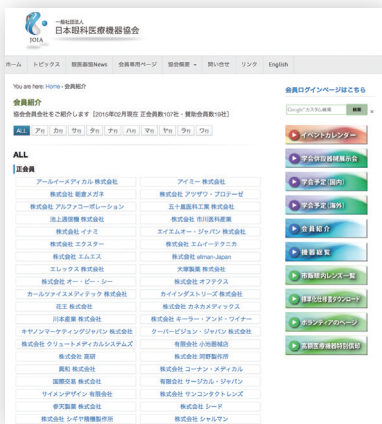 一般社団法人
日本眼科医療機器協会
JOIA
ホーム トピックス 眼医器協News 会員専用ページ 協会概要 問い合せ リンク English
You are here: Home › 会員紹介
会員ログインページはこちら
会員紹介
協会会員会社をご紹介します [2016年02月現在 正会員107社・賛助会員19社]
Google カスタム検索 検索 ×
ALL ア行 カ行 サ行 タ行 ナ行 ハ行 マ行 ヤ行 ラ行 ワ行
イベントカレンダー
学会併設器械展示会
学会予定(国内)
学会予定(海外)
会員紹介
機器総覧
市販眼内レンズ一覧
標準仕様書ダウンロード
ボランティアのページ
高額医療機器特別償却
ALL
正会員
アールイーメディカル 株式会社 アイミー 株式会社
株式会社 朝倉メガネ 株式会社 アツザワ・プロテーゼ
株式会社 アルファコーポレーション 五十嵐医科工業 株式会社
池上通信機 株式会社 株式会社 市川医科産業
株式会社 イナミ エイエムオー・ジャパン 株式会社
株式会社 エクスター 株式会社 エムイーテクニカ
株式会社 エムエス 株式会社 ellman-Japan
エレックス 株式会社 大塚製薬 株式会社
株式会社 オー・ビー・シー 株式会社 オフテクス
カールツァイスメディテック 株式会社 カイインダストリーズ 株式会社
花王 株式会社 株式会社 カネカメディックス
川本産業 株式会社 株式会社 キーラー・アンド・ワイナー
キヤノンマーケティングジャパン 株式会社 クーパービジョン・ジャパン 株式会社
株式会社 クリュートメディカルシステムズ 有限会社 小池器械店
株式会社 高研 株式会社 河野製作所
興和 株式会社 株式会社 コーナン・メディカル
国際交易 株式会社 有限会社 サージカル・ジャパン
サイメンデザイン 有限会社 株式会社 サンコンタクトレンズ
参天製薬 株式会社 株式会社 シード
株式会社 シギヤ精機製作所 株式会社 シャルマン